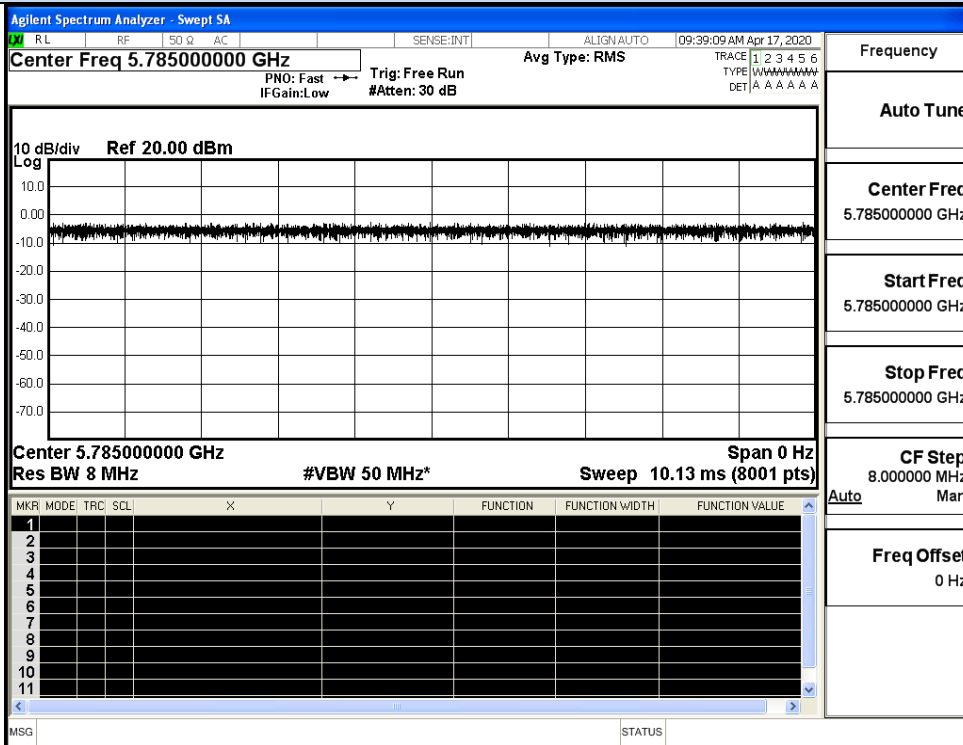 Agilent Spectrum Analyzer - Swept SA
LXI RL RF 50 Ω AC SENSE:INT ALIGN AUTO 09:39:09 AM Apr 17, 2020
Center Freq 5.785000000 GHz
PNO: Fast
IFGain:Low
Trig: Free Run
#Atten: 30 dB
Avg Type: RMS
TRACE 1 2 3 4 5 6
TYPE WWWWWW
DET A A A A A A
10 dB/div Ref 20.00 dBm
Log
10.0
0.00
-10.0
-20.0
-30.0
-40.0
-50.0
-60.0
-70.0
Center 5.785000000 GHz Span 0 Hz
Res BW 8 MHz #VBW 50 MHz* Sweep 10.13 ms (8001 pts)
MKR MODE TRC SCL X Y FUNCTION FUNCTION WIDTH FUNCTION VALUE
1
2
3
4
5
6
7
8
9
10
11
MSG STATUS
Frequency
Auto Tune
Center Freq
5.785000000 GHz
Start Freq
5.785000000 GHz
Stop Freq
5.785000000 GHz
CF Step
8.000000 MHz
Auto Man
Freq Offset
0 Hz